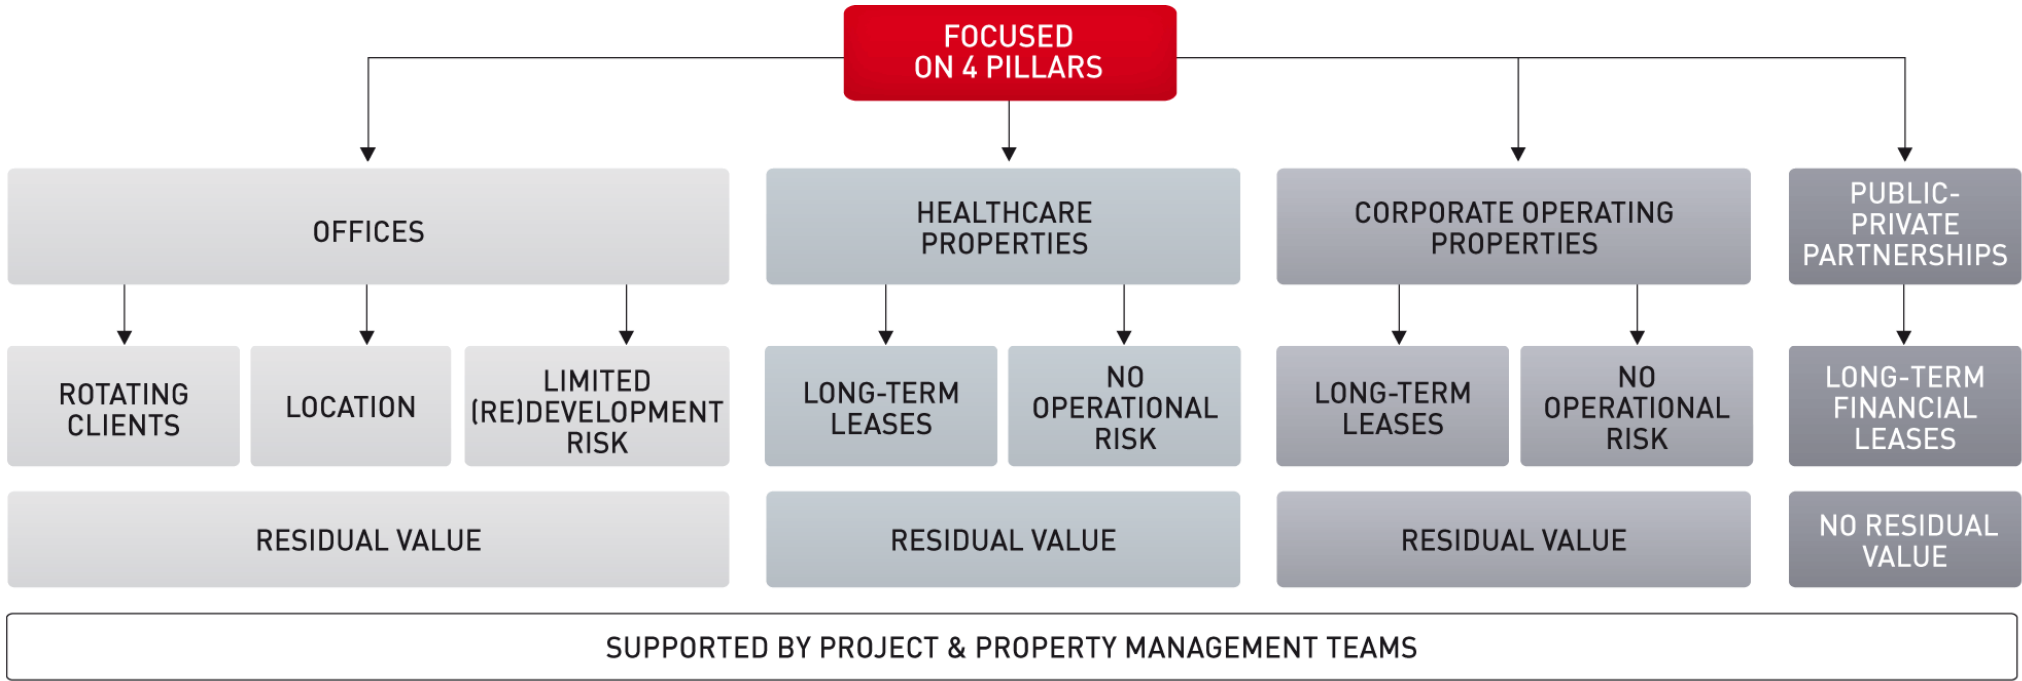 FOCUSED
ON 4 PILLARS
OFFICES
HEALTHCARE
PROPERTIES
CORPORATE OPERATING
PROPERTIES
PUBLIC-
PRIVATE
PARTNERSHIPS
ROTATING
CLIENTS
LOCATION
LIMITED
(RE)DEVELOPMENT
RISK
LONG-TERM
LEASES
NO
OPERATIONAL
RISK
LONG-TERM
LEASES
NO
OPERATIONAL
RISK
LONG-TERM
FINANCIAL
LEASES
RESIDUAL VALUE
RESIDUAL VALUE
RESIDUAL VALUE
NO RESIDUAL
VALUE
SUPPORTED BY PROJECT & PROPERTY MANAGEMENT TEAMS